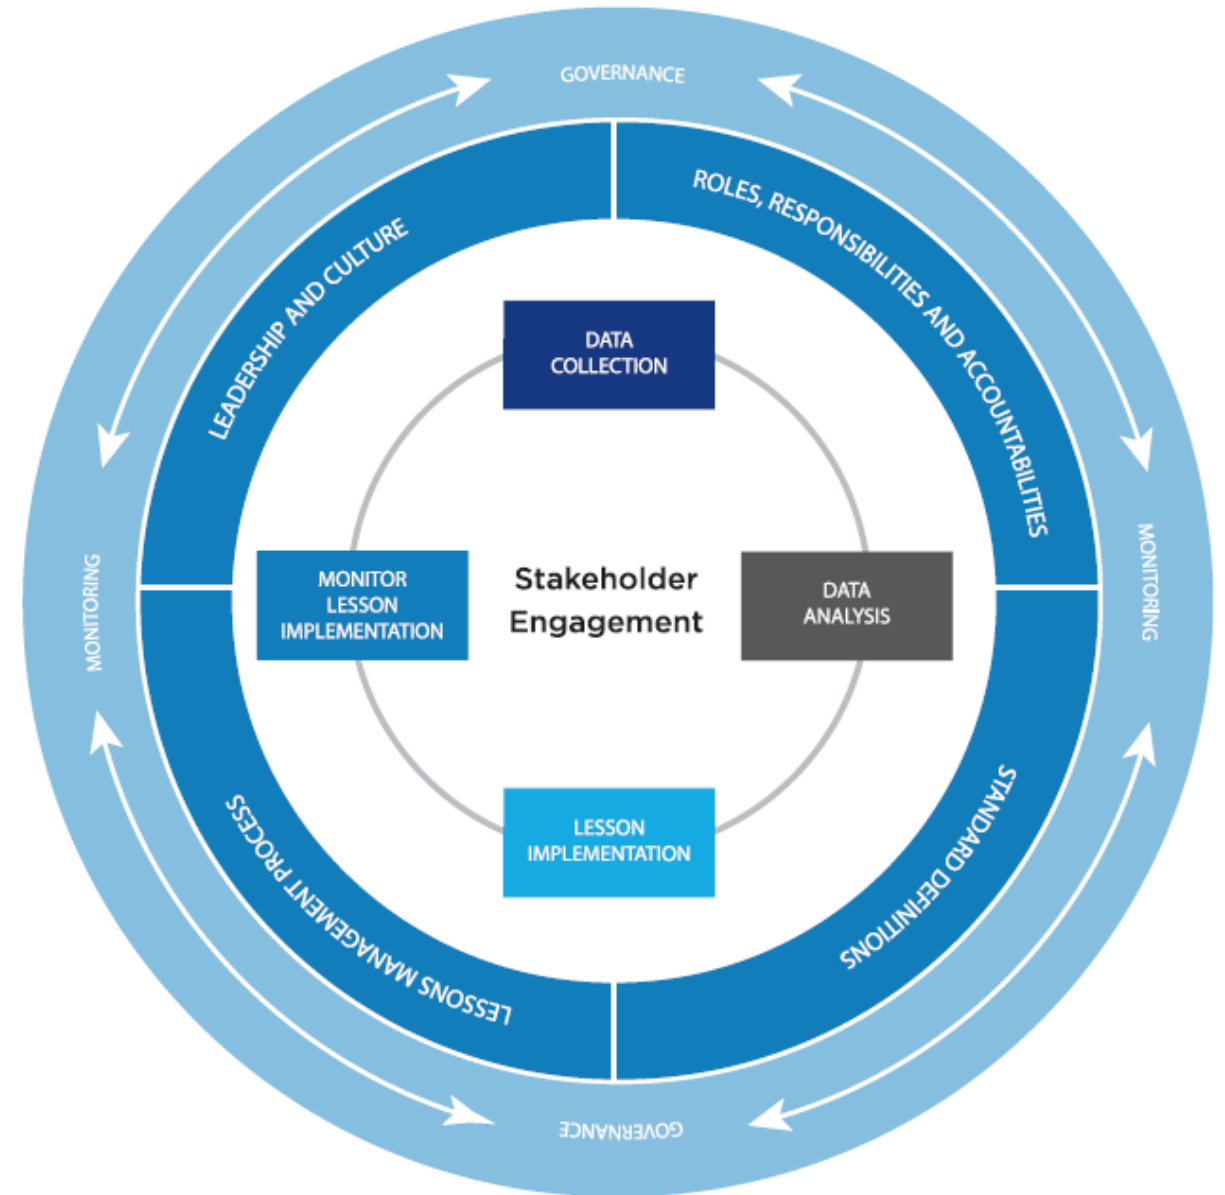 GOVERNANCE
LEADERSHIP AND CULTURE
ROLES, RESPONSIBILITIES AND ACCOUNTABILITIES
DATA
COLLECTION
MONITORING
MONITOR
LESSON
IMPLEMENTATION
Stakeholder
Engagement
DATA
ANALYSIS
MONITORING
LESSON
IMPLEMENTATION
LESSONS MANAGEMENT PROCESS
STANDARD DEFINITIONS
GOVERNANCE